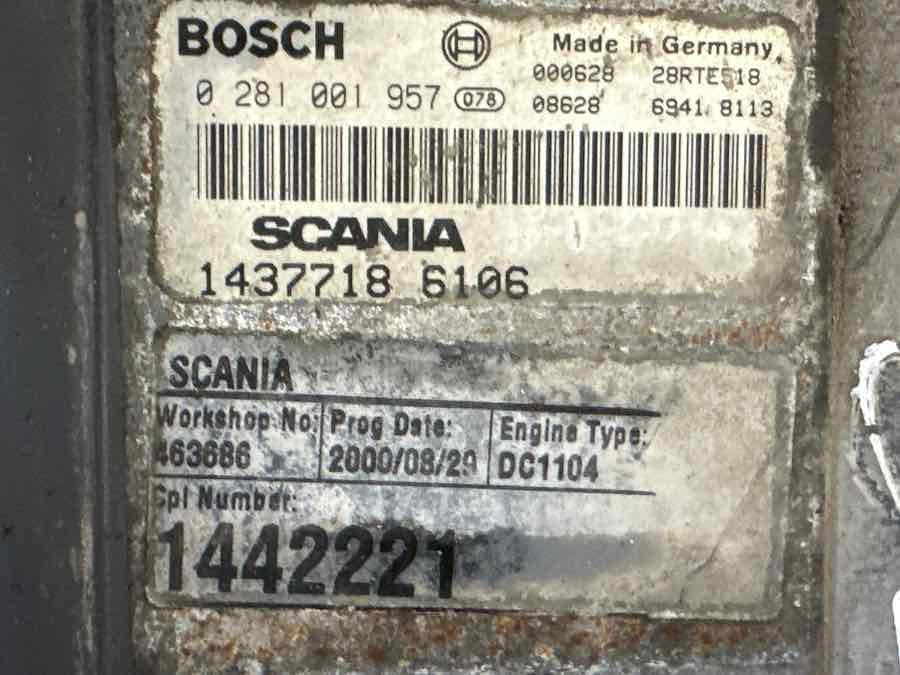 BOSCH Made in Germany
000628 28RTE518
0 281 001 957 078 08628 6941 8113
SCANIA
1437718 6106
SCANIA
Workshop No: Prog Date: Engine Type:
463686 2000/08/29 DC1104
Cpl Number:
1442221